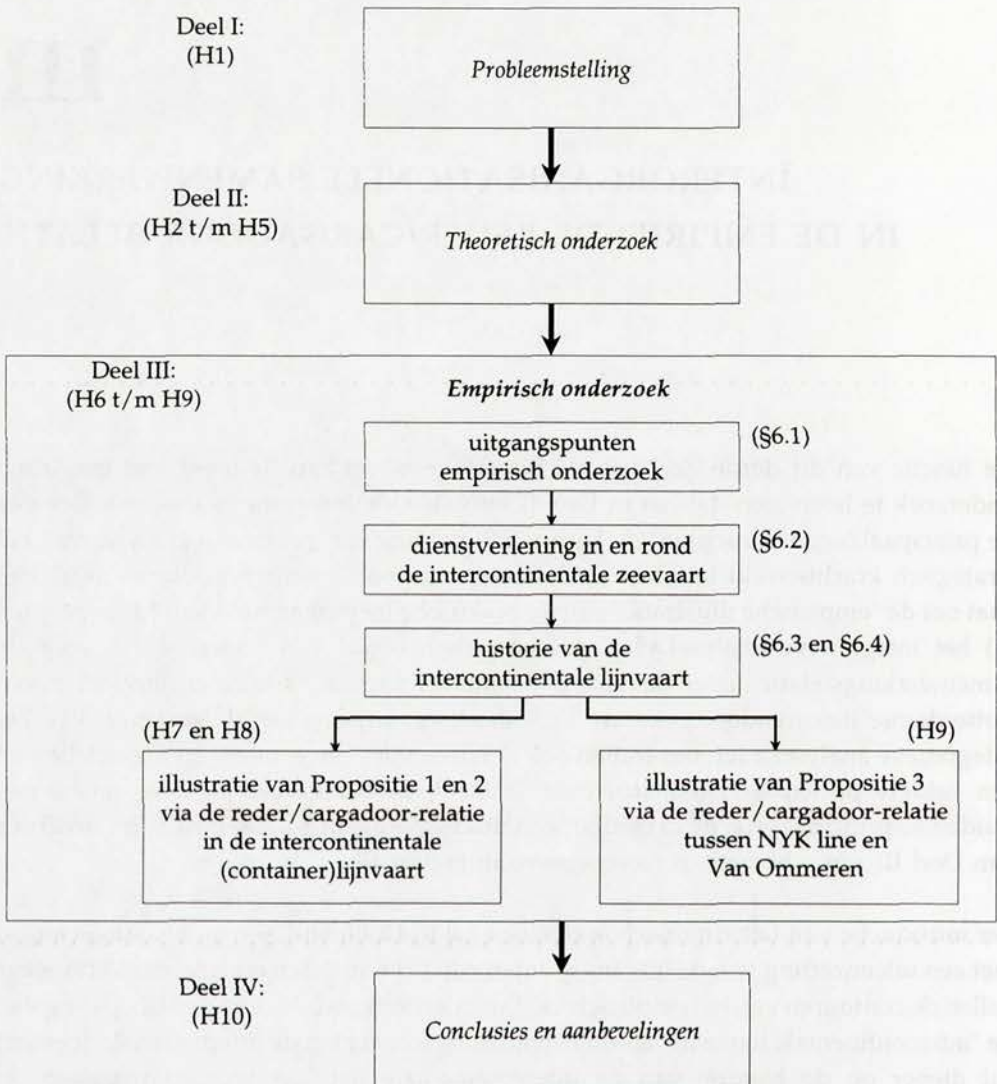 Deel I:
(H1)
Probleemstelling
Deel II:
(H2 t/m H5)
Theoretisch onderzoek
Deel III:
(H6 t/m H9)
Empirisch onderzoek
uitgangspunten
empirisch onderzoek
(§6.1)
dienstverlening in en rond
de intercontinentale zeevaart
(§6.2)
historie van de
intercontinentale lijnvaart
(§6.3 en §6.4)
(H7 en H8)
illustratie van Propositie 1 en 2
via de reder/cargadoor-relatie
in de intercontinentale
(container)lijnvaart
(H9)
illustratie van Propositie 3
via de reder/cargadoor-relatie
tussen NYK line en
Van Ommeren
Deel IV:
(H10)
Conclusies en aanbevelingen